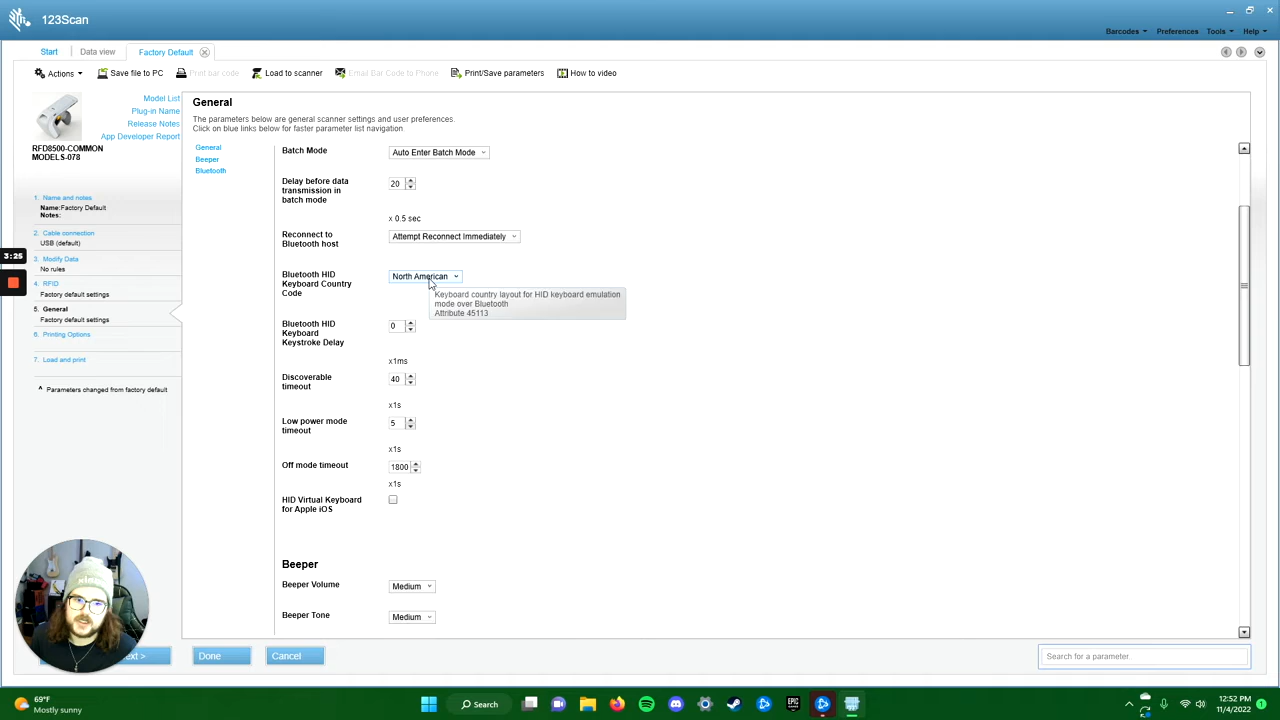 123Scan
Barcodes
Preferences
Tools
Help
Start
Data view
Factory Default
Actions
Save file to PC
Print bar code
Load to scanner
Email Bar Code to Phone
Print/Save parameters
How to video
RFD8500-COMMON
MODELS-078
Model List
Plug-in Name
Release Notes
App Developer Report
1. Name and notes
Name:Factory Default
Notes:
2. Cable connection
USB (default)
3. Modify Data
No rules
4. RFID
Factory default settings
5. General
Factory default settings
6. Printing Options
7. Load and print
^ Parameters changed from factory default
3:25
General
The parameters below are general scanner settings and user preferences.
Click on blue links below for faster parameter list navigation
General
Beeper
Bluetooth
Batch Mode
Auto Enter Batch Mode
Delay before data
transmission in
batch mode
20
x 0.5 sec
Reconnect to
Bluetooth host
Attempt Reconnect Immediately
Bluetooth HID
Keyboard Country
Code
North American
Keyboard country layout for HID keyboard emulation
mode over Bluetooth
Attribute 45113
Bluetooth HID
Keyboard
Keystroke Delay
0
x1ms
Discoverable
timeout
40
x1s
Low power mode
timeout
5
x1s
Off mode timeout
1800
x1s
HID Virtual Keyboard
for Apple iOS
Beeper
Beeper Volume
Medium
Beeper Tone
Medium
Done
Cancel
Search for a parameter
69°F
Mostly sunny
Search
EPIC
GAMES
12:52 PM
11/4/2022